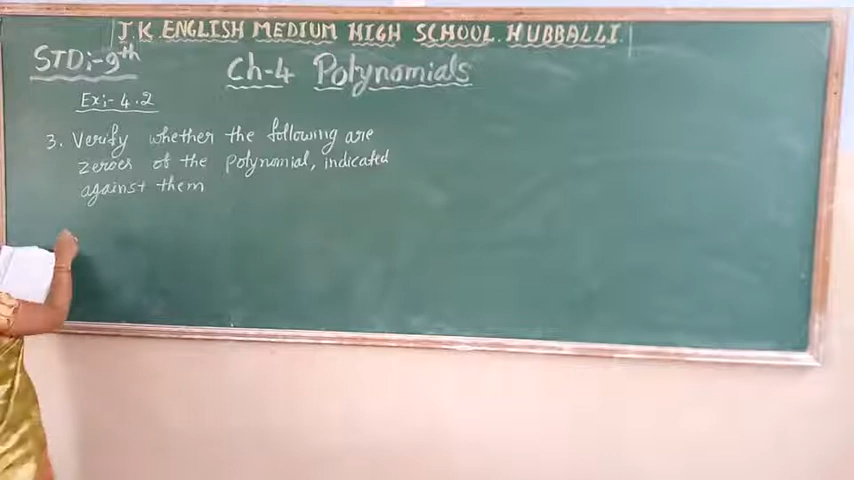 J.K ENGLISH MEDIUM HIGH SCHOOL. HUBBALLI.
STD:-9th
Ch-4 Polynomials
Ex:- 4.2
3. Verify whether the following are
zeroes of the polynomial, indicated
against them